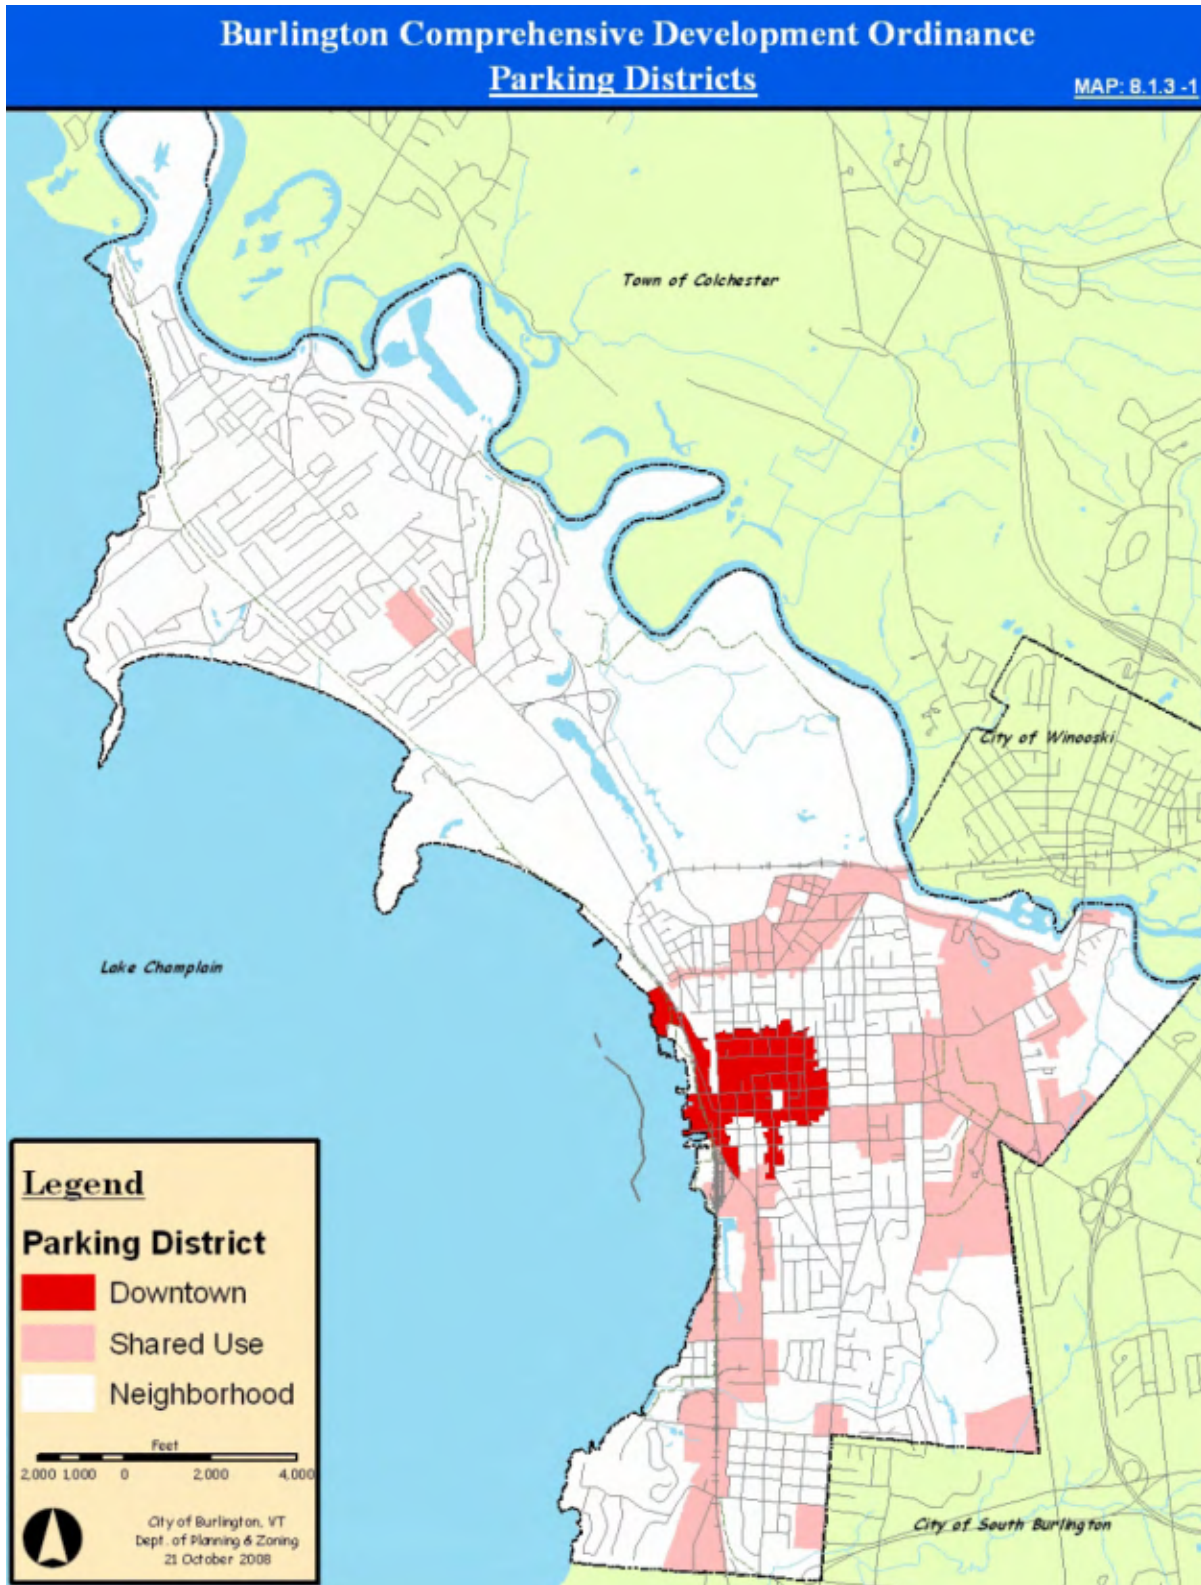 Burlington Comprehensive Development Ordinance
Parking Districts
MAP: 8.1.3 -1
Town of Colchester
City of Winooski
Lake Champlain
Legend
Parking District
Downtown
Shared Use
Neighborhood
Feet
2,000 1,000 0 2,000 4,000
City of Burlington, VT
Dept. of Planning & Zoning
21 October 2008
City of South Burlington